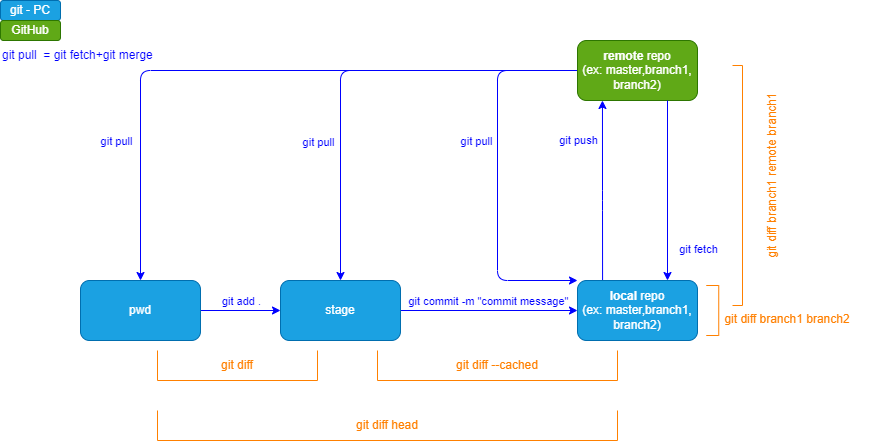 git - PC
GitHub
git pull = git fetch+git merge
remote repo
(ex: master,branch1,
branch2)
git pull
git pull
git pull
git push
git diff branch1 remote branch1
git fetch
pwd
git add .
stage
git commit -m "commit message"
local repo
(ex: master,branch1,
branch2)
git diff branch1 branch2
git diff
git diff --cached
git diff head